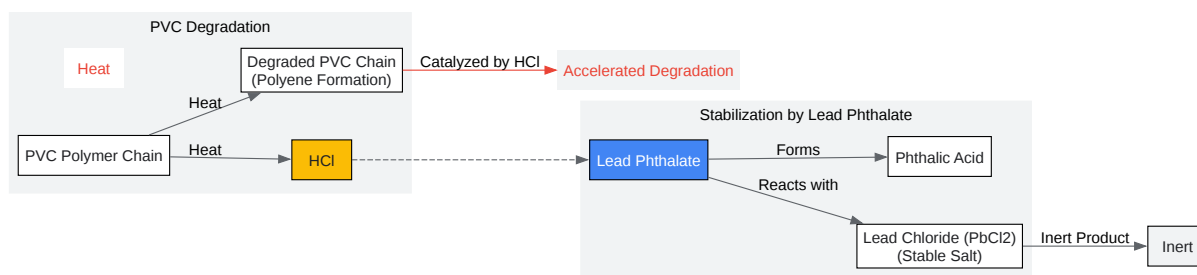 PVC Degradation
Heat
Degraded PVC Chain
(Polyene Formation)
Catalyzed by HCl
Accelerated Degradation
Heat
PVC Polymer Chain
Heat
HCl
Stabilization by Lead Phthalate
Lead Phthalate
Forms
Phthalic Acid
Reacts with
Lead Chloride (PbCl2)
(Stable Salt)
Inert Product
Inert